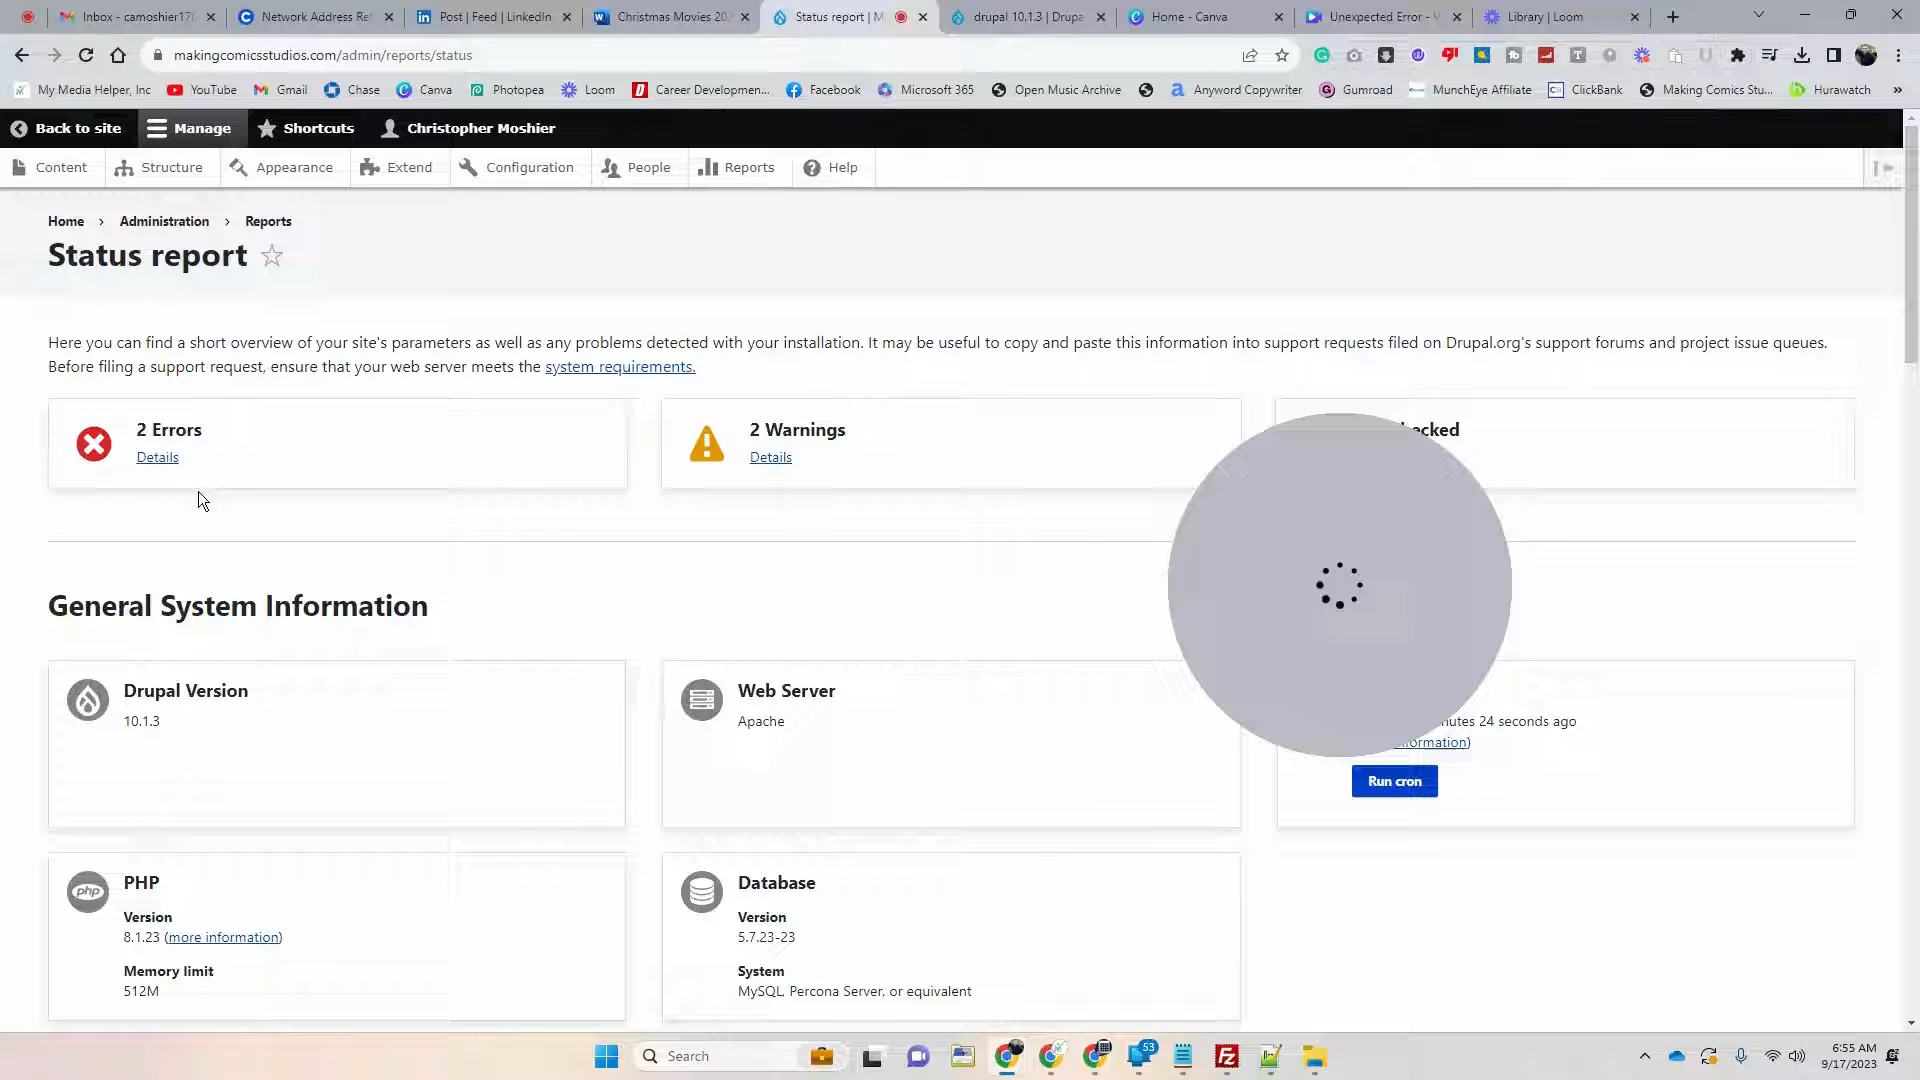 Inbox - camoshier17(
Network Address Re
Post | Feed | LinkedIn
Christmas Movies 20
Status report | M
drupal 10.1.3 | Drupa
Home - Canva
Unexpected Error - V
Library | Loom
makingcomicsstudios.com/admin/reports/status
My Media Helper, Inc
YouTube
Gmail
Chase
Canva
Photopea
Loom
Career Developmen...
Facebook
Microsoft 365
Open Music Archive
Anyword Copywriter
Gumroad
MunchEye Affiliate
ClickBank
Making Comics Stu...
Hurawatch
»
Back to site
Manage
Shortcuts
Christopher Moshier
Content
Structure
Appearance
Extend
Configuration
People
Reports
Help
Home › Administration › Reports
Status report
Here you can find a short overview of your site's parameters as well as any problems detected with your installation. It may be useful to copy and paste this information into support requests filed on Drupal.org's support forums and project issue queues.
Before filing a support request, ensure that your web server meets the system requirements.
2 Errors
Details
2 Warnings
Details
ecked
General System Information
Drupal Version
10.1.3
Web Server
Apache
nutes 24 seconds ago
formation)
Run cron
PHP
Version
8.1.23 (more information)
Memory limit
512M
Database
Version
5.7.23-23
System
MySQL, Percona Server, or equivalent
Search
53
6:55 AM
9/17/2023